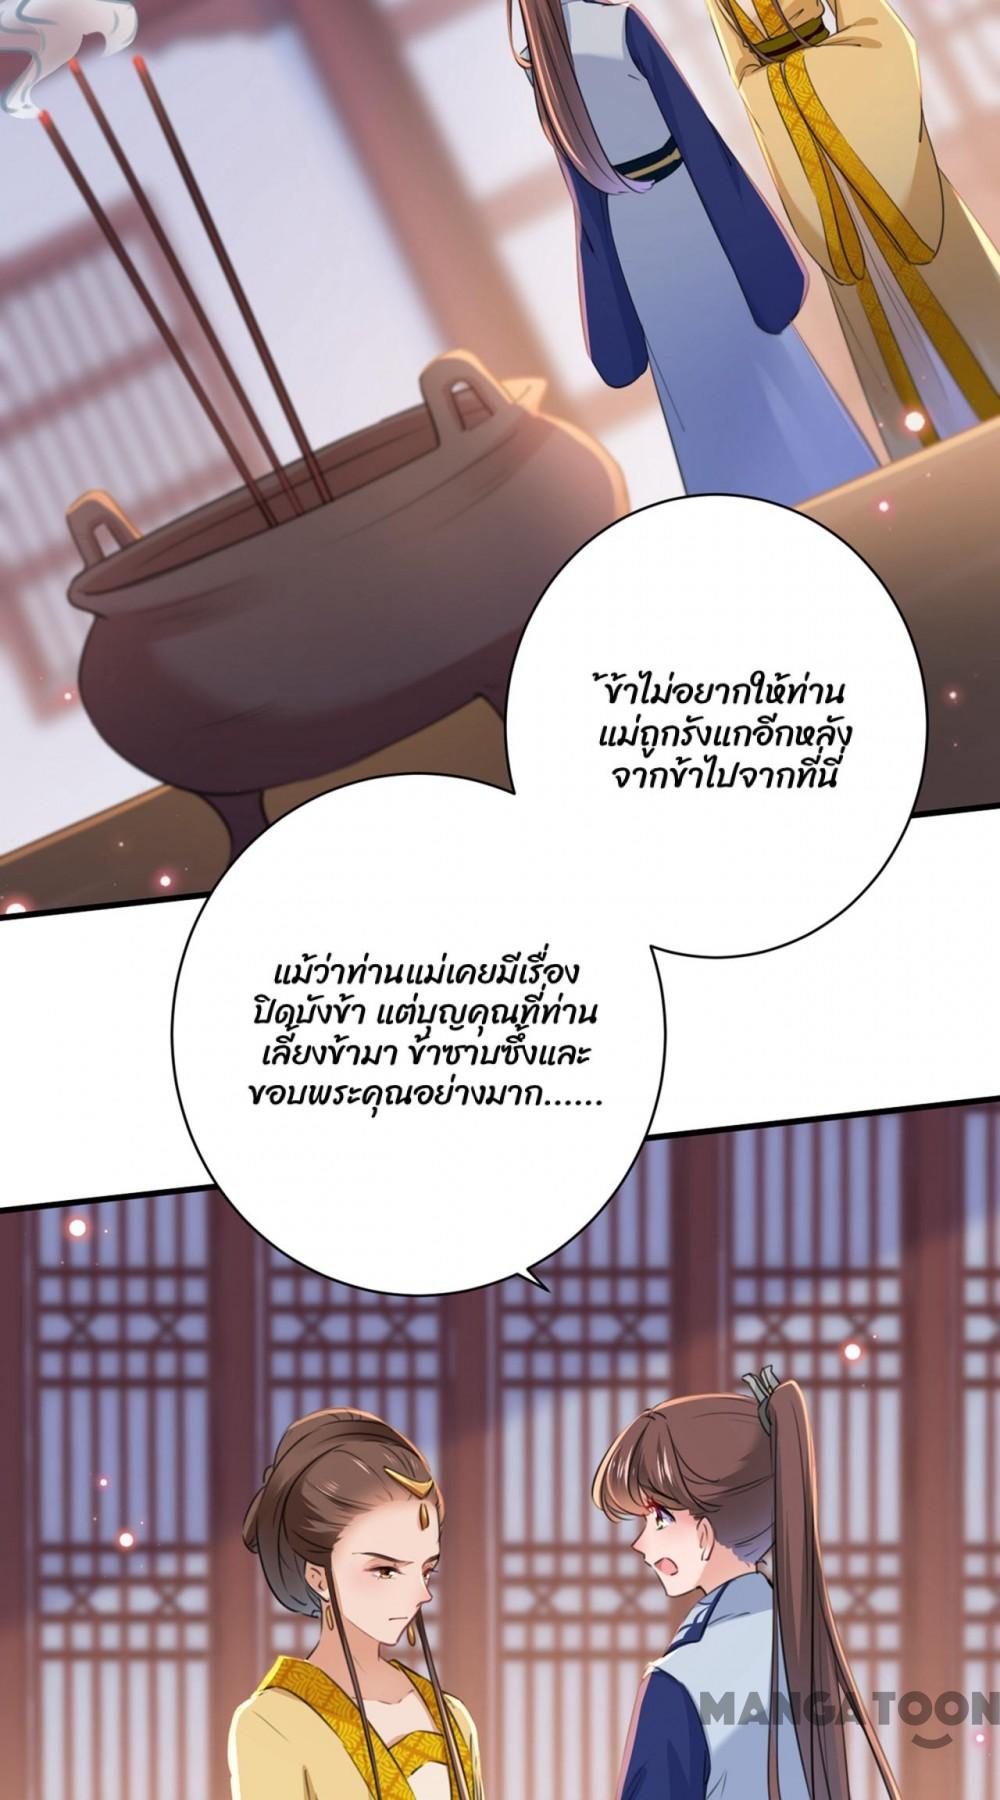 ข้าไม่อยากให้ท่าน
แม่ถูกรังแกอีกหลัง
จากข้าไปจากที่นี่
แม้ว่าท่านแม่เคยมีเรื่อง
ปิดบังข้า แต่บุญคุณที่ท่าน
เลี้ยงข้ามา ข้าซาบซึ้งและ
ขอบพระคุณอย่างมาก......
MANGA TOON